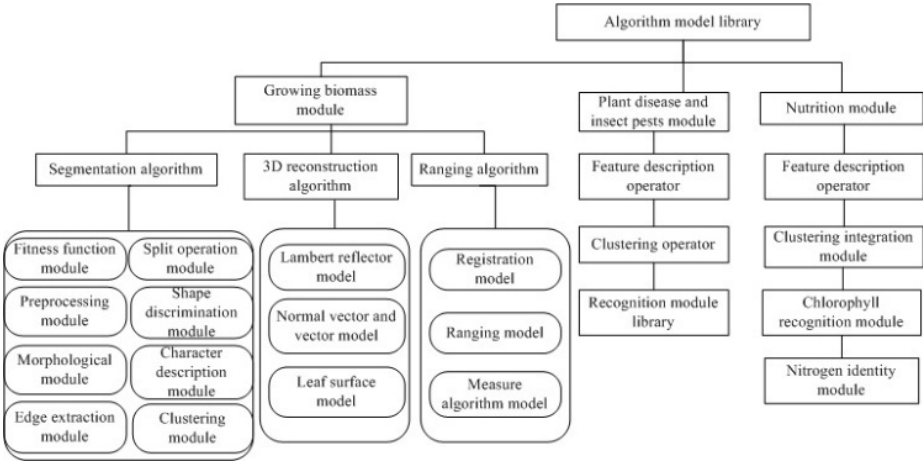 Algorithm model library
Growing biomass
module
Plant disease and
insect pests module
Nutrition module
Segmentation algorithm
3D reconstruction
algorithm
Ranging algorithm
Feature description
operator
Feature description
operator
Fitness function
module
Split operation
module
Preprocessing
module
Shape
discrimination
module
Morphological
module
Character
description
module
Edge extraction
module
Clustering
module
Lambert reflector
model
Normal vector and
vector model
Leaf surface
model
Registration
model
Ranging model
Measure
algorithm model
Clustering operator
Recognition module
library
Clustering integration
module
Chlorophyll
recognition module
Nitrogen identity
module